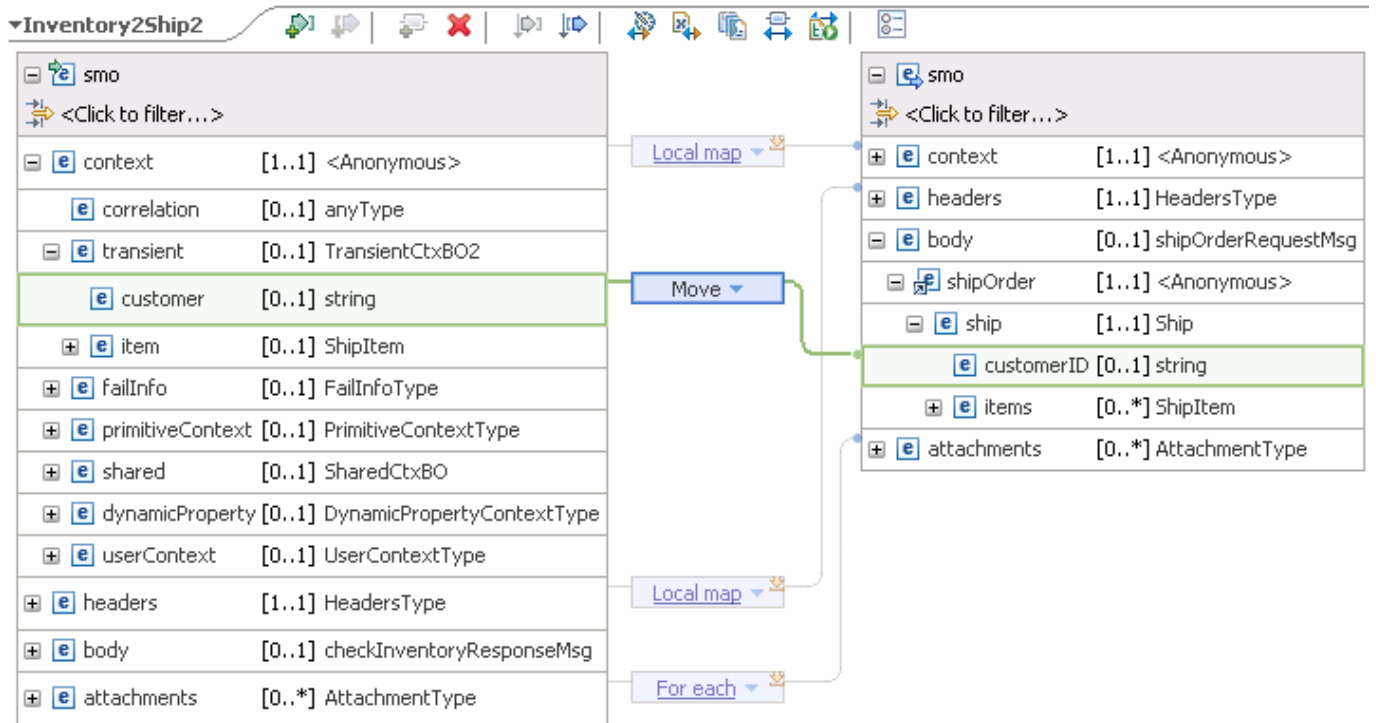 Inventory2Ship2
smo
<Click to filter...>
context [1..1] <Anonymous>
correlation [0..1] anyType
transient [0..1] TransientCtxBO2
customer [0..1] string
item [0..1] ShipItem
failInfo [0..1] FailInfoType
primitiveContext [0..1] PrimitiveContextType
shared [0..1] SharedCtxBO
dynamicProperty [0..1] DynamicPropertyContextType
userContext [0..1] UserContextType
headers [1..1] HeadersType
body [0..1] checkInventoryResponseMsg
attachments [0..*] AttachmentType
Local map
Move
Local map
For each
smo
<Click to filter...>
context [1..1] <Anonymous>
headers [1..1] HeadersType
body [0..1] shipOrderRequestMsg
shipOrder [1..1] <Anonymous>
ship [1..1] Ship
customerID [0..1] string
items [0..*] ShipItem
attachments [0..*] AttachmentType